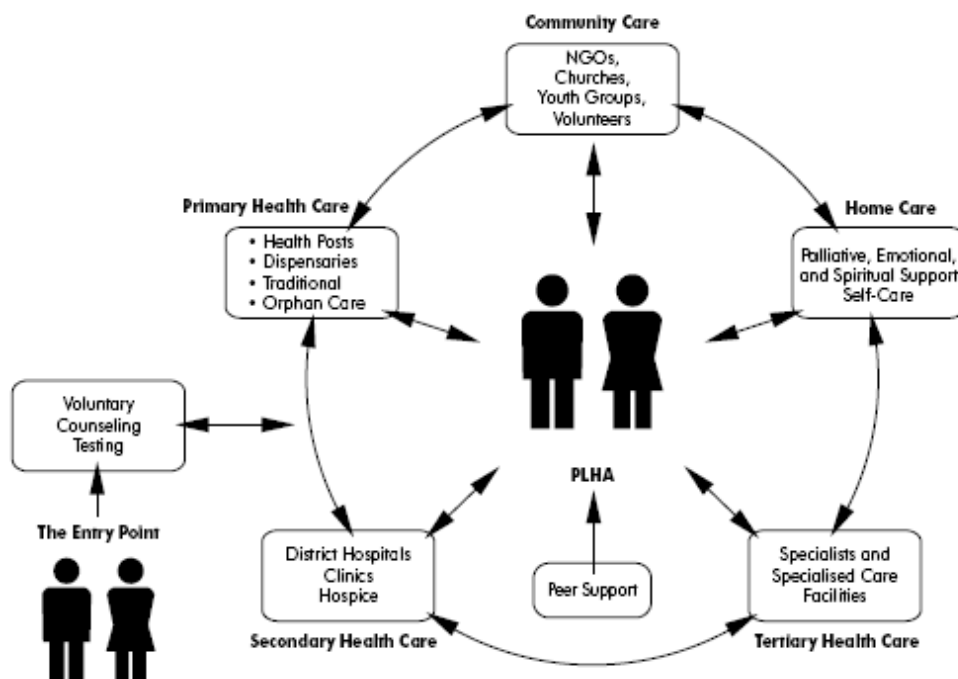 Community Care
NGOs,
Churches,
Youth Groups,
Volunteers
Primary Health Care
• Health Posts
• Dispensaries
• Traditional
• Orphan Care
Home Care
Palliative, Emotional,
and Spiritual Support
Self-Care
Voluntary
Counseling
Testing
The Entry Point
PLHA
District Hospitals
Clinics
Hospice
Secondary Health Care
Peer Support
Specialists and
Specialised Care
Facilities
Tertiary Health Care